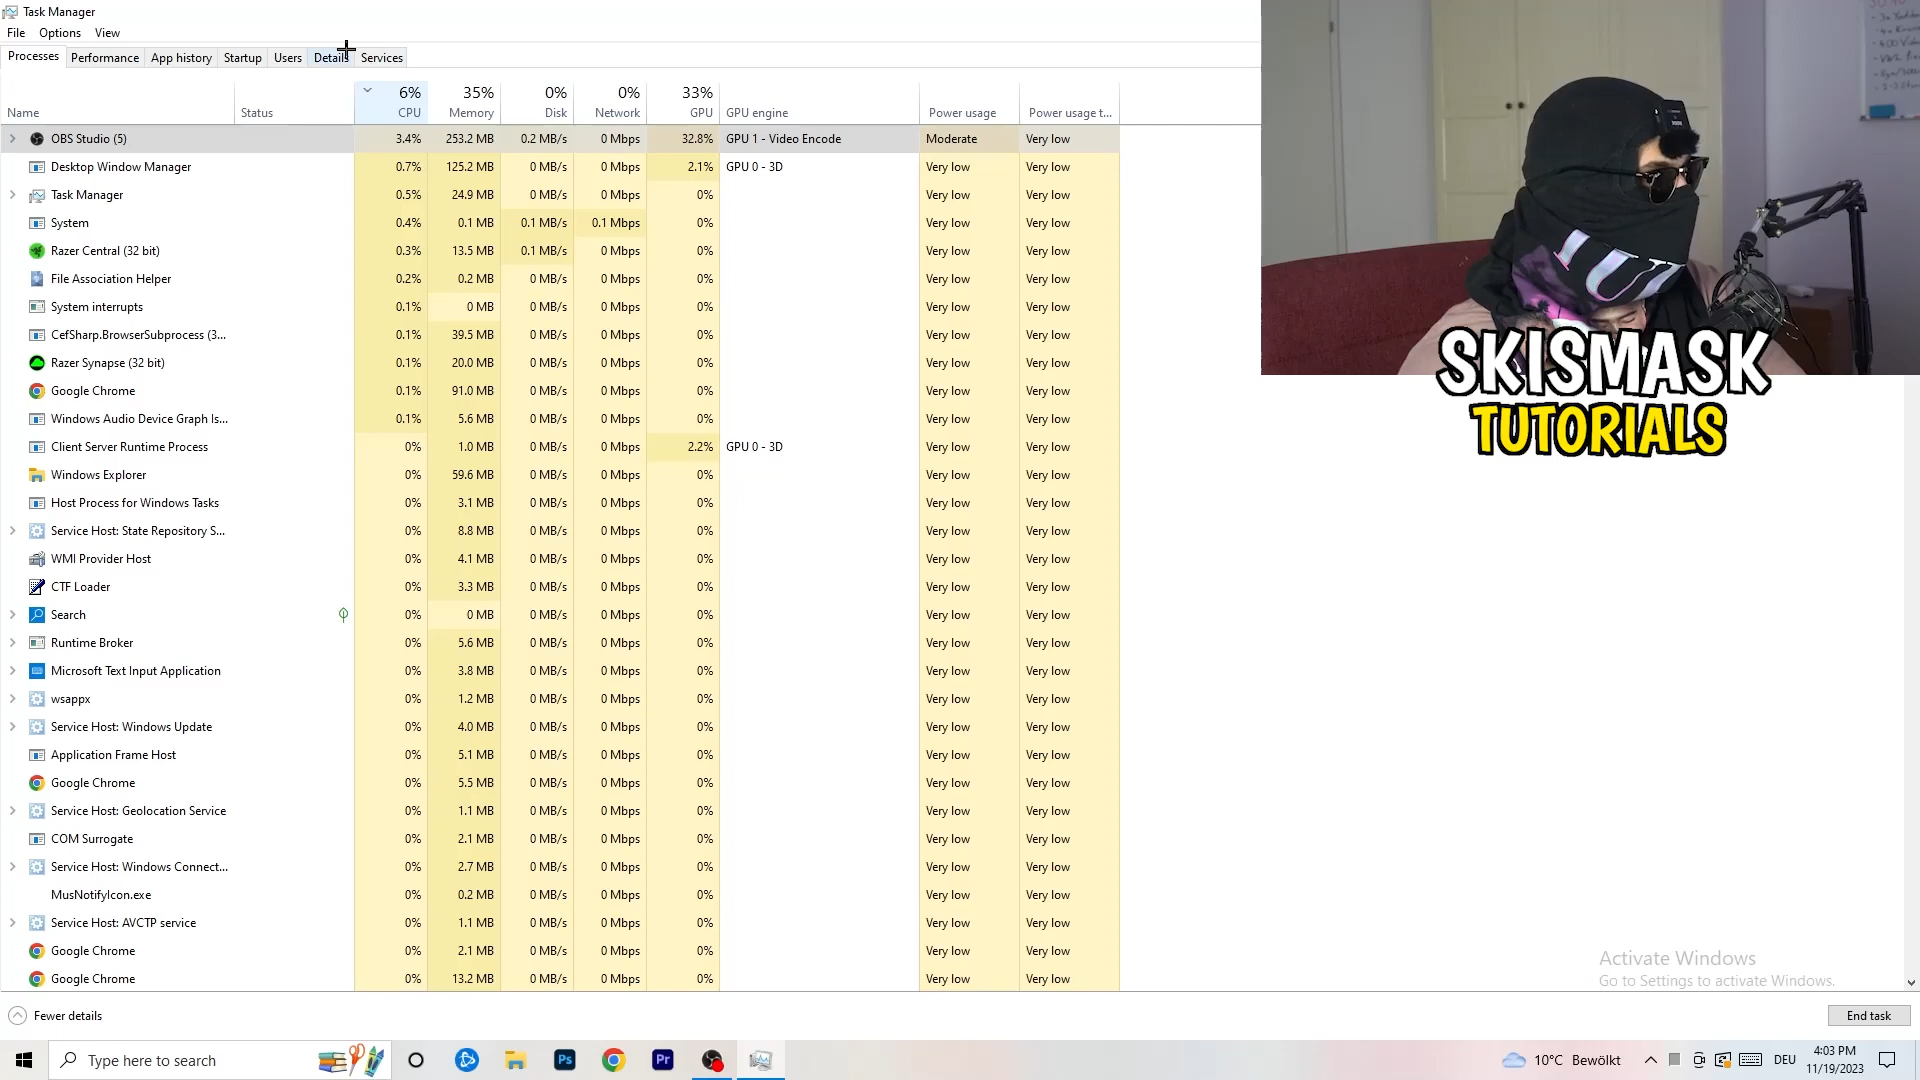 Task Manager
File Options View
Processes Performance App history Startup Users Details Services
6% 35% 0% 0% 33%
Name Status CPU Memory Disk Network GPU GPU engine Power usage Power usage t...
OBS Studio (5) 3.4% 253.2 MB 0.2 MB/s 0 Mbps 32.8% GPU 1 - Video Encode Moderate Very low
Desktop Window Manager 0.7% 125.2 MB 0 MB/s 0 Mbps 2.1% GPU 0 - 3D Very low Very low
Task Manager 0.5% 24.9 MB 0 MB/s 0 Mbps 0% Very low Very low
System 0.4% 0.1 MB 0.1 MB/s 0.1 Mbps 0% Very low Very low
Razer Central (32 bit) 0.3% 13.5 MB 0.1 MB/s 0 Mbps 0% Very low Very low
File Association Helper 0.2% 0.2 MB 0 MB/s 0 Mbps 0% Very low Very low
System interrupts 0.1% 0 MB 0 MB/s 0 Mbps 0% Very low Very low
CefSharp.BrowserSubprocess (3... 0.1% 39.5 MB 0 MB/s 0 Mbps 0% Very low Very low
Razer Synapse (32 bit) 0.1% 20.0 MB 0 MB/s 0 Mbps 0% Very low Very low
Google Chrome 0.1% 91.0 MB 0 MB/s 0 Mbps 0% Very low Very low
Windows Audio Device Graph Is... 0.1% 5.6 MB 0 MB/s 0 Mbps 0% Very low Very low
Client Server Runtime Process 0% 1.0 MB 0 MB/s 0 Mbps 2.2% GPU 0 - 3D Very low Very low
Windows Explorer 0% 59.6 MB 0 MB/s 0 Mbps 0% Very low Very low
Host Process for Windows Tasks 0% 3.1 MB 0 MB/s 0 Mbps 0% Very low Very low
Service Host: State Repository S... 0% 8.8 MB 0 MB/s 0 Mbps 0% Very low Very low
WMI Provider Host 0% 4.1 MB 0 MB/s 0 Mbps 0% Very low Very low
CTF Loader 0% 3.3 MB 0 MB/s 0 Mbps 0% Very low Very low
Search 0% 0 MB 0 MB/s 0 Mbps 0% Very low Very low
Runtime Broker 0% 5.6 MB 0 MB/s 0 Mbps 0% Very low Very low
Microsoft Text Input Application 0% 3.8 MB 0 MB/s 0 Mbps 0% Very low Very low
wsappx 0% 1.2 MB 0 MB/s 0 Mbps 0% Very low Very low
Service Host: Windows Update 0% 4.0 MB 0 MB/s 0 Mbps 0% Very low Very low
Application Frame Host 0% 5.1 MB 0 MB/s 0 Mbps 0% Very low Very low
Google Chrome 0% 5.5 MB 0 MB/s 0 Mbps 0% Very low Very low
Service Host: Geolocation Service 0% 1.1 MB 0 MB/s 0 Mbps 0% Very low Very low
COM Surrogate 0% 2.1 MB 0 MB/s 0 Mbps 0% Very low Very low
Service Host: Windows Connect... 0% 2.7 MB 0 MB/s 0 Mbps 0% Very low Very low
MusNotifyIcon.exe 0% 0.2 MB 0 MB/s 0 Mbps 0% Very low Very low
Service Host: AVCTP service 0% 1.1 MB 0 MB/s 0 Mbps 0% Very low Very low
Google Chrome 0% 2.1 MB 0 MB/s 0 Mbps 0% Very low Very low
Google Chrome 0% 13.2 MB 0 MB/s 0 Mbps 0% Very low Very low
SKISMASK
TUTORIALS
Activate Windows
Go to Settings to activate Windows.
Fewer details End task
Type here to search Ps Pr 10°C Bewölkt DEU 4:03 PM
11/19/2023